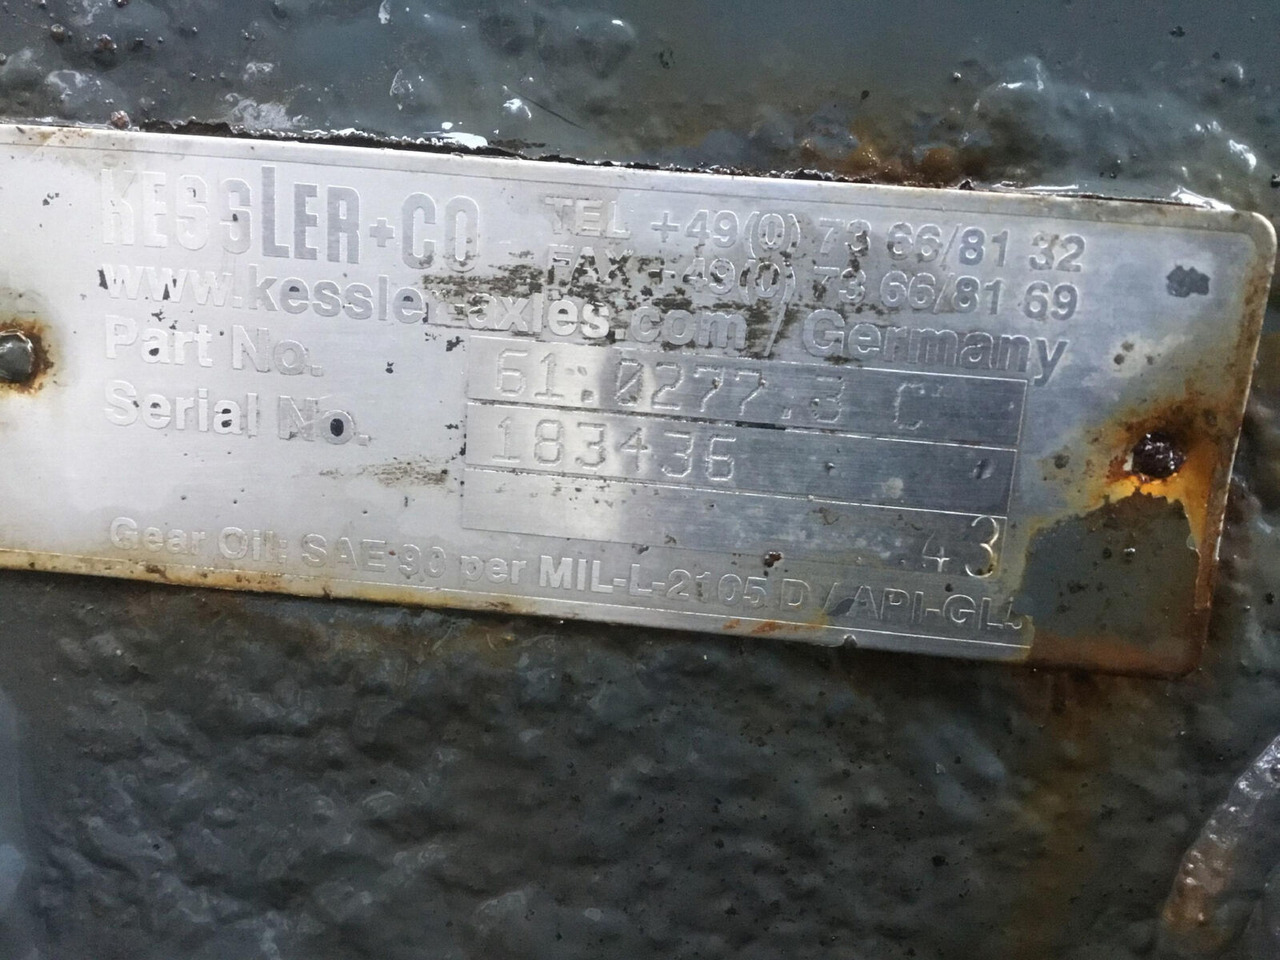 KESSLER+CO TEL +49(0) 73 66/81 32
FAX +49(0) 73 66/81 69
www.kessler-axles.com / Germany
Part No. 61.0277.3 C
Serial No. 183436
43
Gear Oil: SAE 90 per MIL-L-2105 D / API-GL5